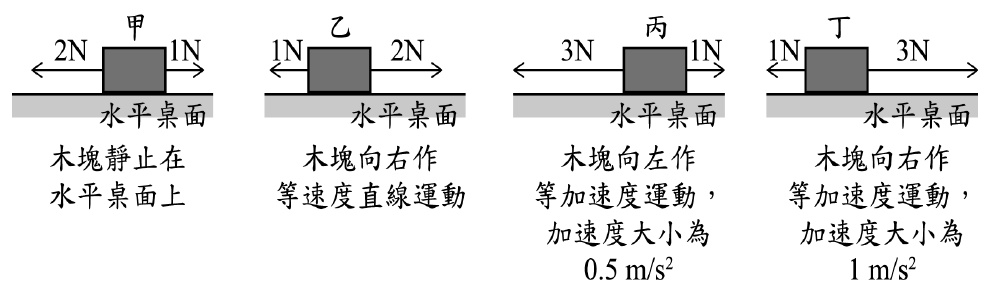 甲
2N 1N
水平桌面
木塊靜止在
水平桌面上
乙
1N 2N
水平桌面
木塊向右作
等速度直線運動
丙
3N 1N
水平桌面
木塊向左作
等加速度運動，
加速度大小為
0.5 m/s²
丁
1N 3N
水平桌面
木塊向右作
等加速度運動，
加速度大小為
1 m/s²